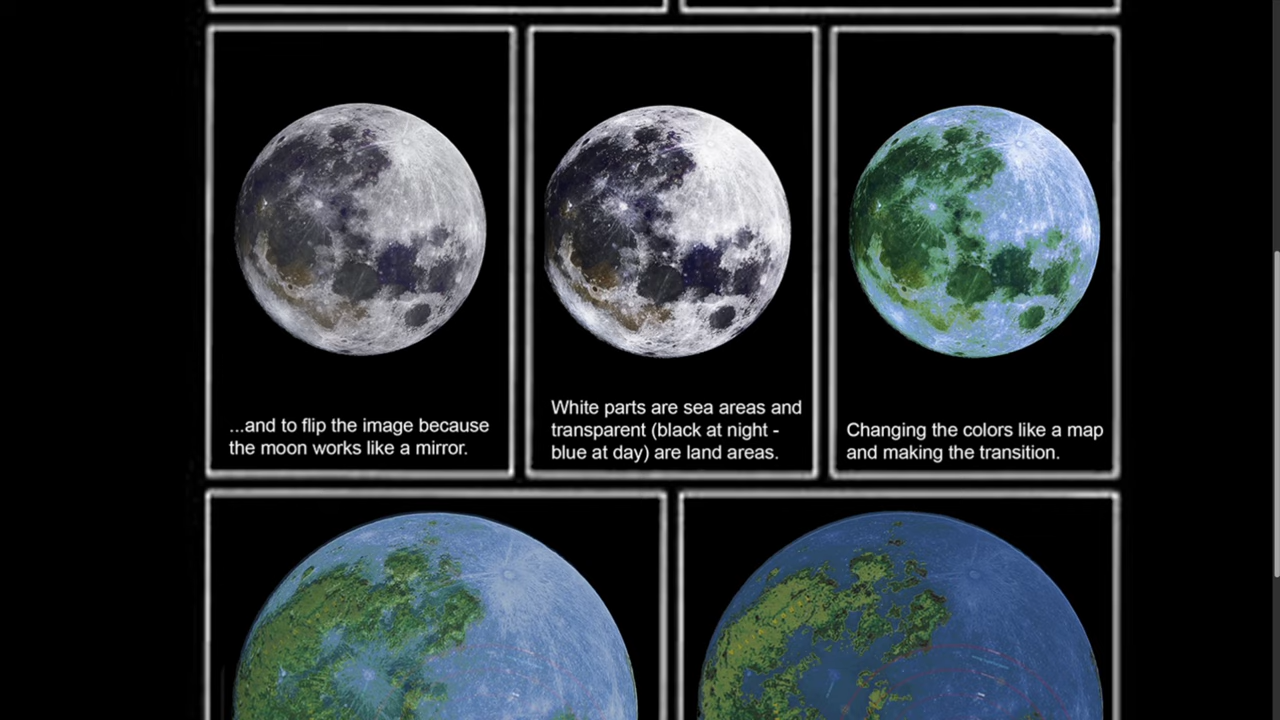 ...and to flip the image because
the moon works like a mirror.
White parts are sea areas and
transparent (black at night -
blue at day) are land areas.
Changing the colors like a map
and making the transition.